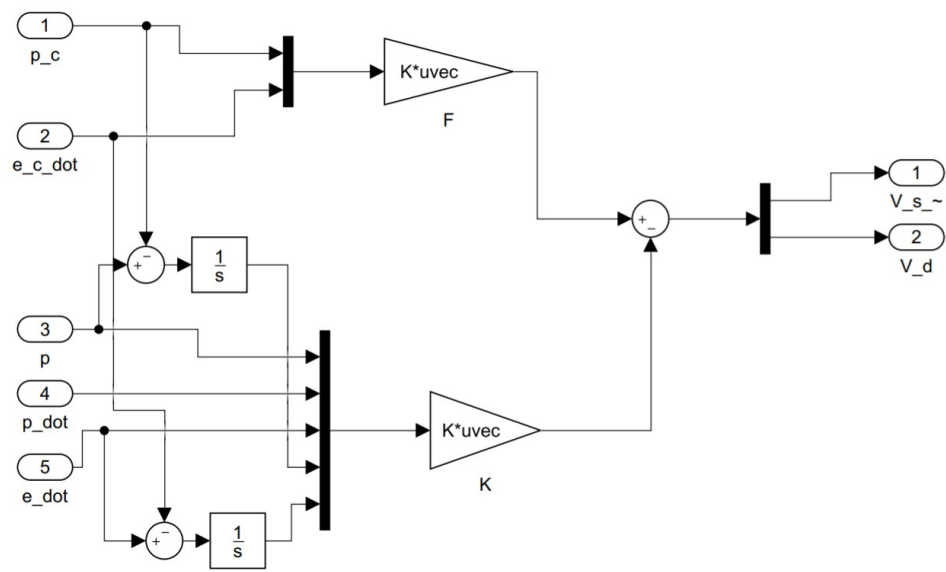 1
p_c
K*uvec
F
2
e_c_dot
1
V_s_~
+
−
2
V_d
+
−
1
s
3
p
4
p_dot
K*uvec
K
5
e_dot
+
−
1
s